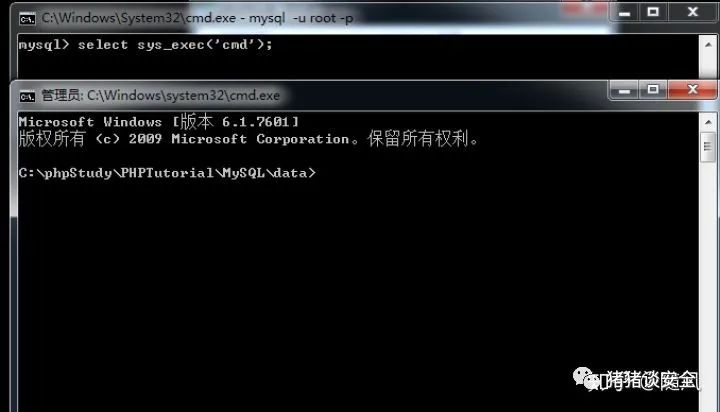 C:\Windows\System32\cmd.exe - mysql  -u root -p
mysql> select sys_exec('cmd');
管理员: C:\Windows\system32\cmd.exe
Microsoft Windows [版本 6.1.7601]
版权所有 (c) 2009 Microsoft Corporation。保留所有权利。
C:\phpStudy\PHPTutorial\MySQL\data>
猪猪谈安全